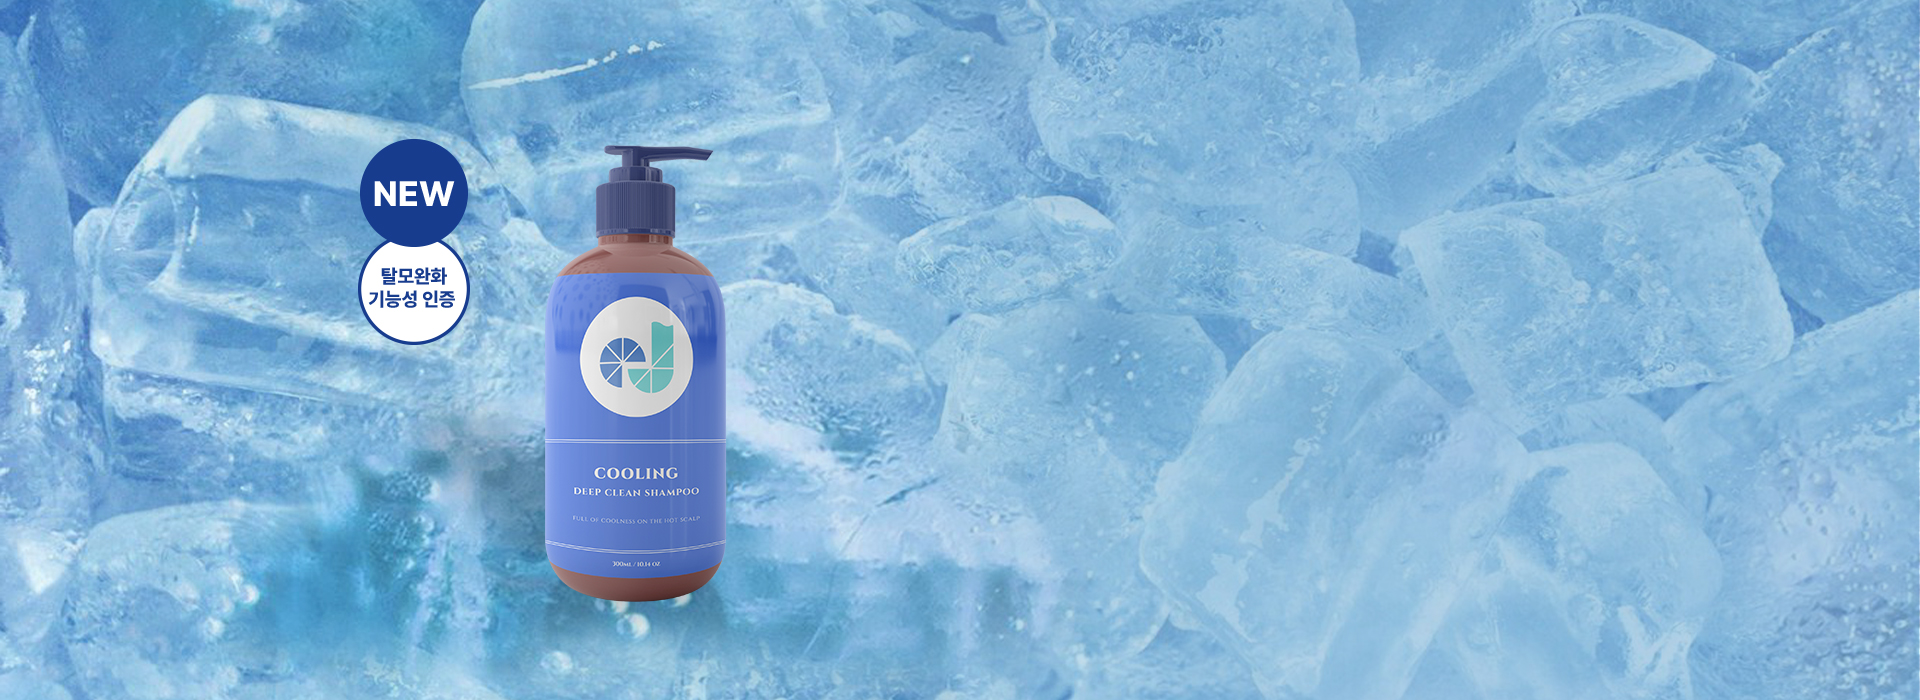 NEW
탈모완화
기능성 인증
COOLING
DEEP CLEAN SHAMPOO
FULL OF COOLNESS ON THE HOT SCALP
300ML / 10.14 OZ